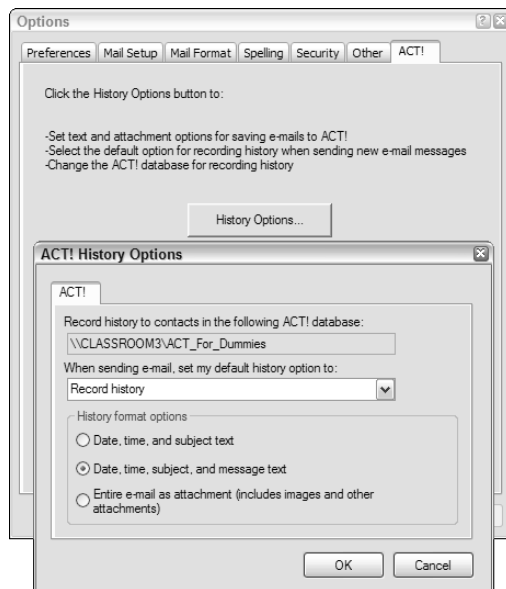 Options
Preferences Mail Setup Mail Format Spelling Security Other ACT!
Click the History Options button to:
-Set text and attachment options for saving e-mails to ACT!
-Select the default option for recording history when sending new e-mail messages
-Change the ACT! database for recording history
History Options...
ACT! History Options
ACT!
Record history to contacts in the following ACT! database:
\\CLASSROOM3\ACT_For_Dummies
When sending e-mail, set my default history option to:
Record history
History format options
Date, time, and subject text
Date, time, subject, and message text
Entire e-mail as attachment (includes images and other
attachments)
OK Cancel